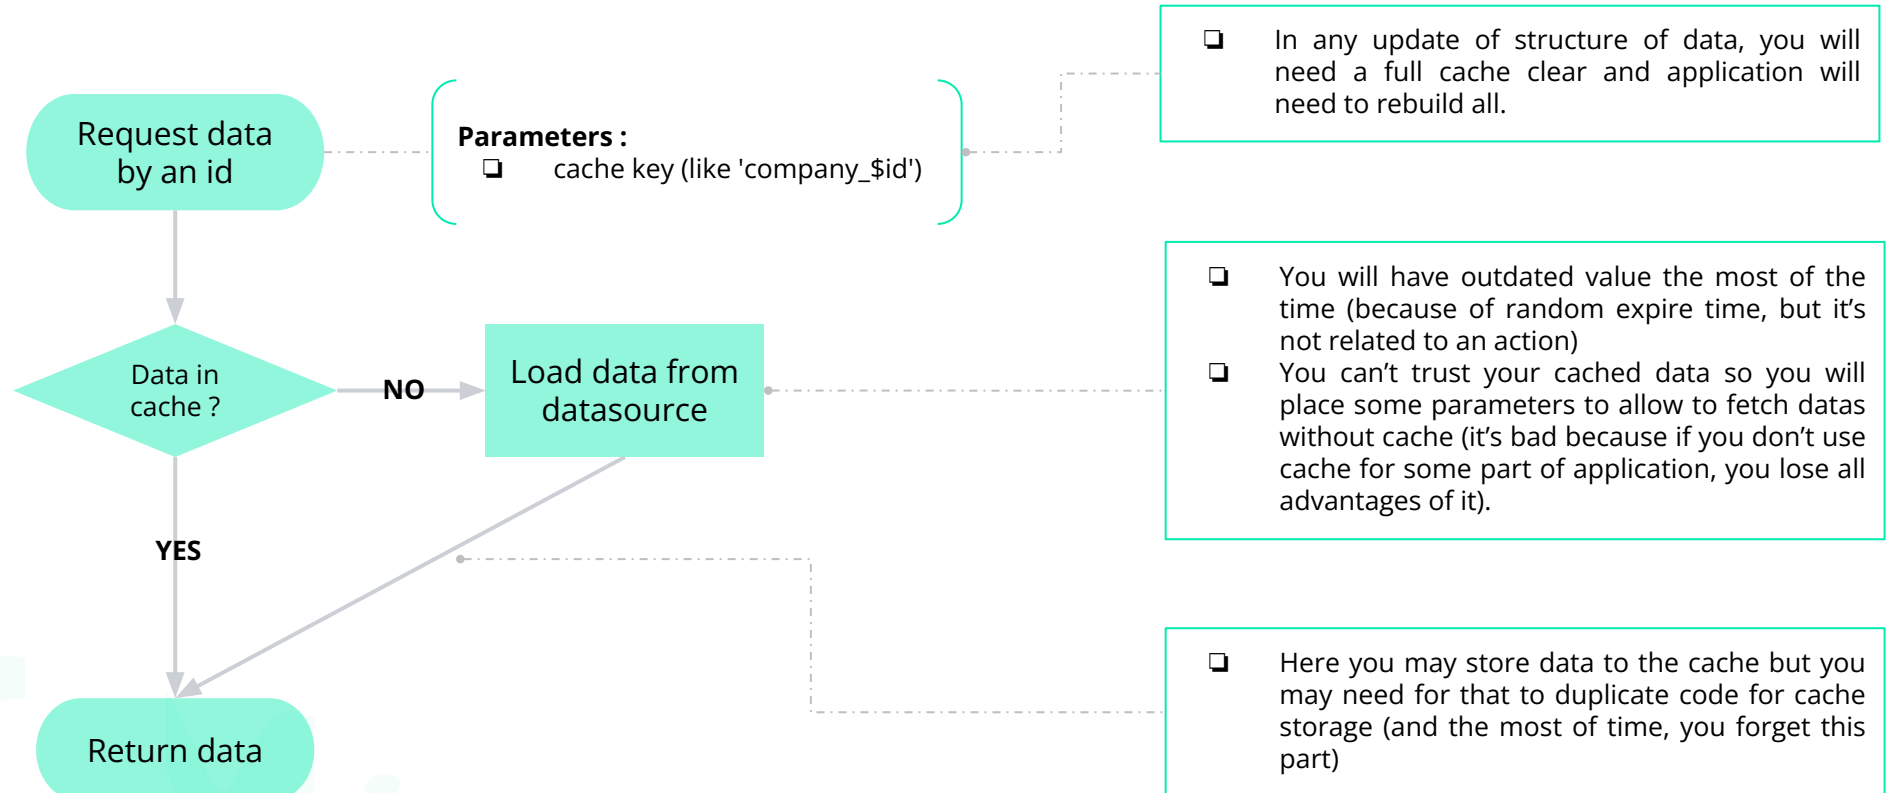 Request data
by an id
Parameters :
❏ cache key (like 'company_$id')
❏ In any update of structure of data, you will
need a full cache clear and application will
need to rebuild all.
Data in
cache ?
NO
Load data from
datasource
❏ You will have outdated value the most of the
time (because of random expire time, but it’s
not related to an action)
❏ You can’t trust your cached data so you will
place some parameters to allow to fetch datas
without cache (it’s bad because if you don’t use
cache for some part of application, you lose all
advantages of it).
YES
❏ Here you may store data to the cache but you
may need for that to duplicate code for cache
storage (and the most of time, you forget this
part)
Return data